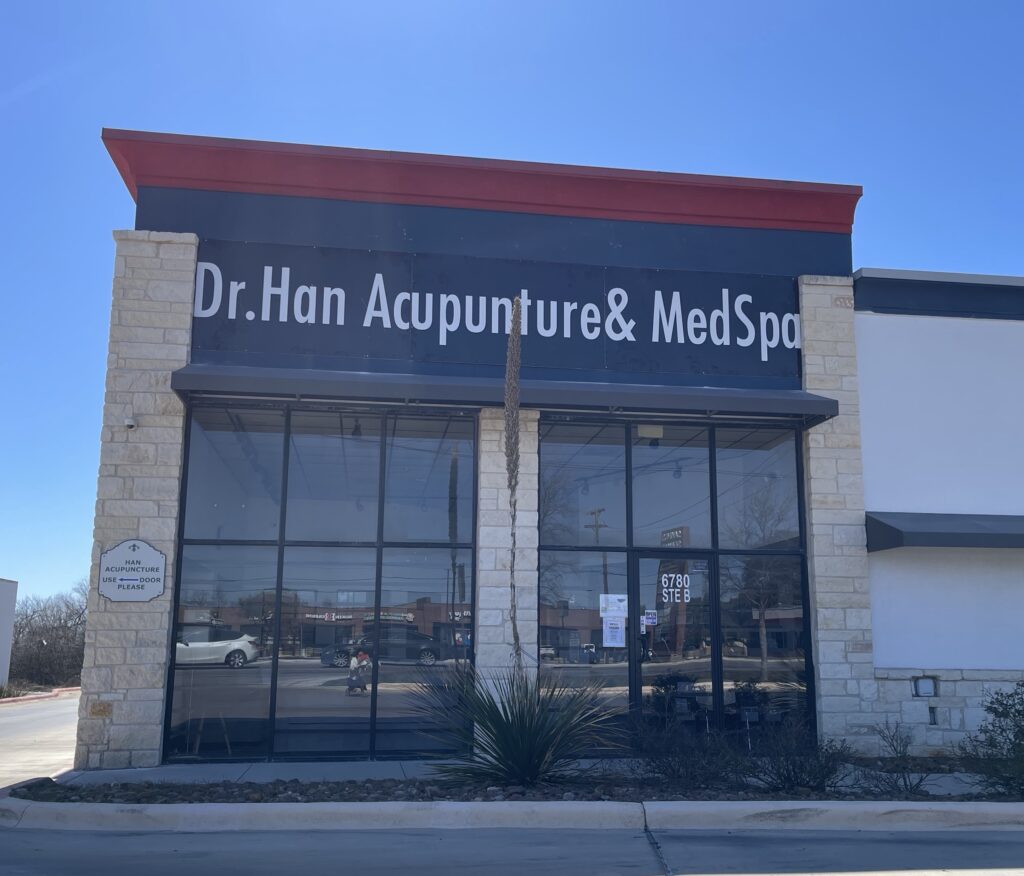 Dr.Han Acupunture& MedSpa
HAN
ACUPUNCTURE
USE DOOR
PLEASE
6780
STE B